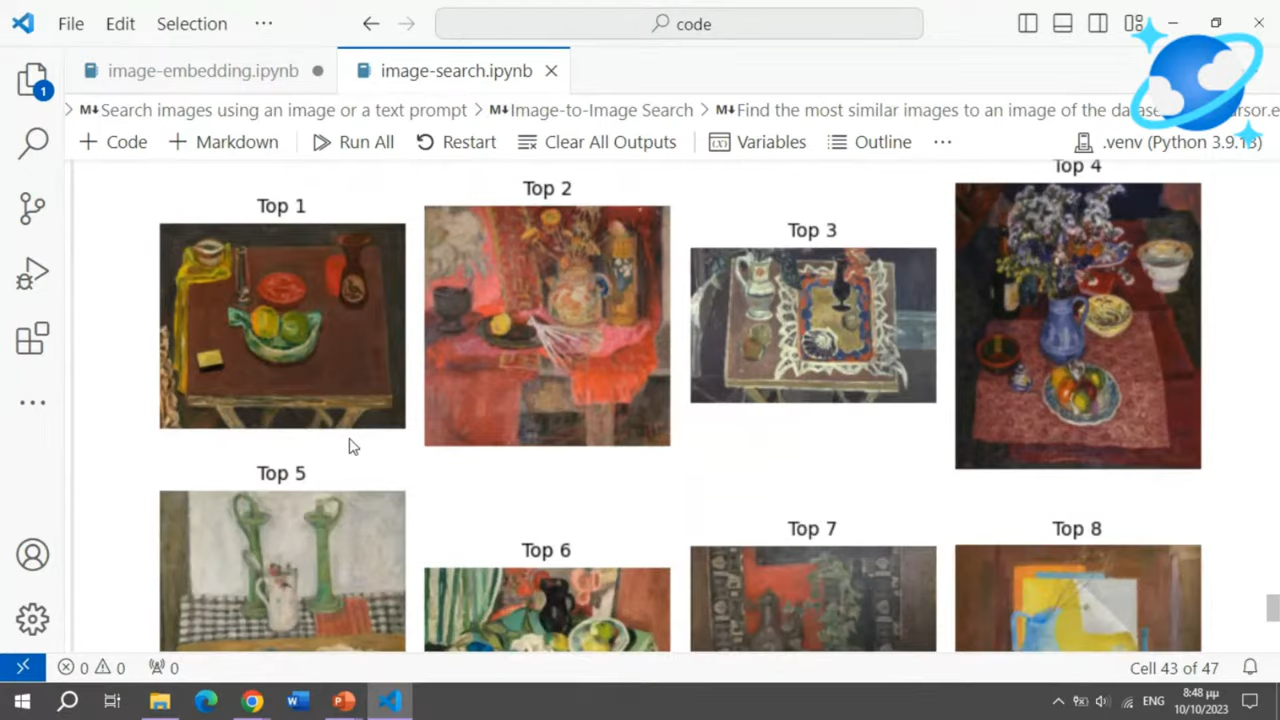 File Edit Selection ··· code
image-embedding.ipynb image-search.ipynb
1
Search images using an image or a text prompt > M↓Image-to-Image Search > M↓Find the most similar images to an image of the datase
+ Code + Markdown Run All Restart Clear All Outputs Variables Outline ··· .venv (Python 3.9.13)
Top 1
Top 2
Top 3
Top 4
Top 5
Top 6
Top 7
Top 8
0 0 0 Cell 43 of 47
ENG 8:48 μμ
10/10/2023